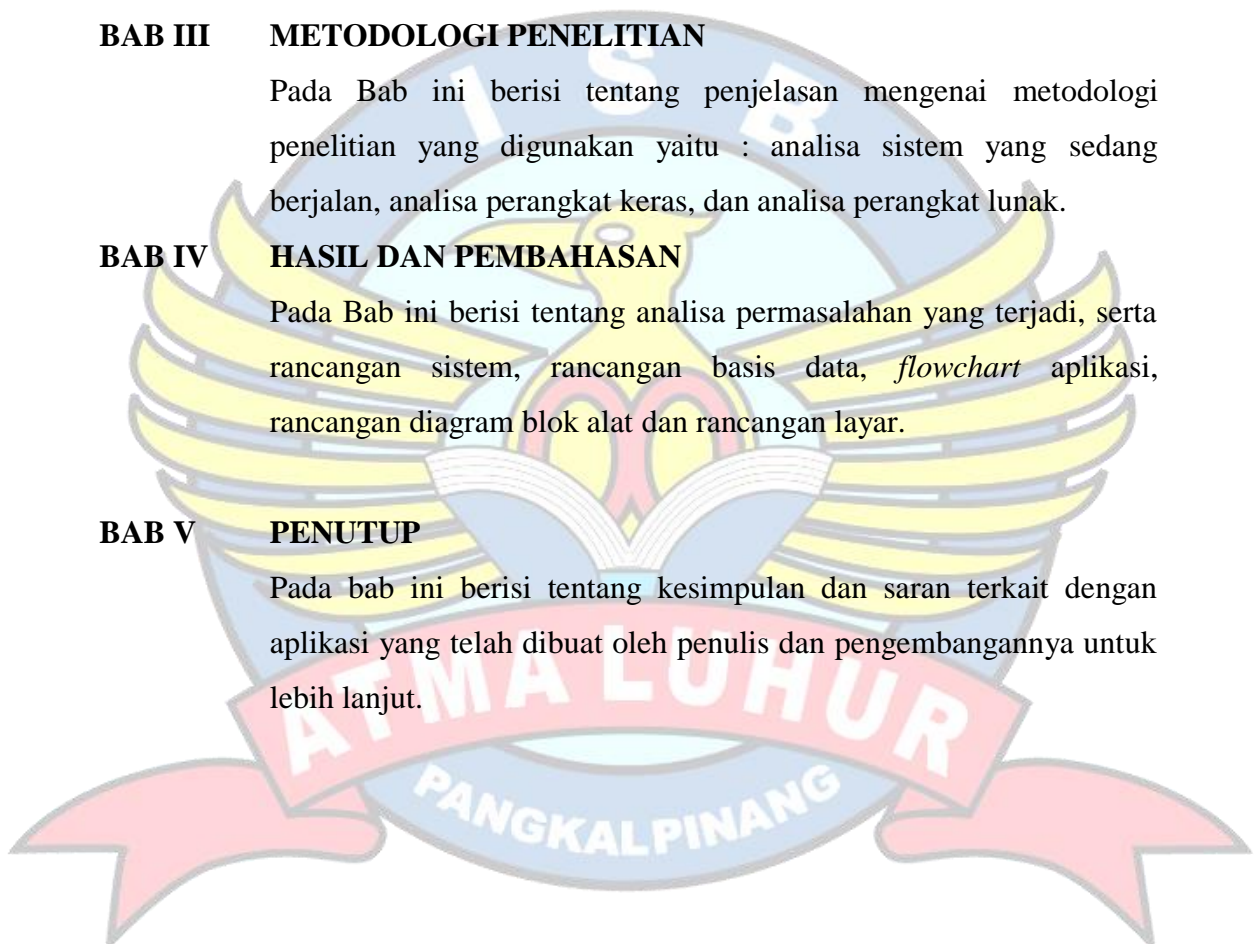 BAB III METODOLOGI PENELITIAN
Pada Bab ini berisi tentang penjelasan mengenai metodologi
penelitian yang digunakan yaitu : analisa sistem yang sedang
berjalan, analisa perangkat keras, dan analisa perangkat lunak.
BAB IV HASIL DAN PEMBAHASAN
Pada Bab ini berisi tentang analisa permasalahan yang terjadi, serta
rancangan sistem, rancangan basis data, flowchart aplikasi,
rancangan diagram blok alat dan rancangan layar.
BAB V PENUTUP
Pada bab ini berisi tentang kesimpulan dan saran terkait dengan
aplikasi yang telah dibuat oleh penulis dan pengembangannya untuk
lebih lanjut.
I S B
ATMA LUHUR
PANGKALPINANG